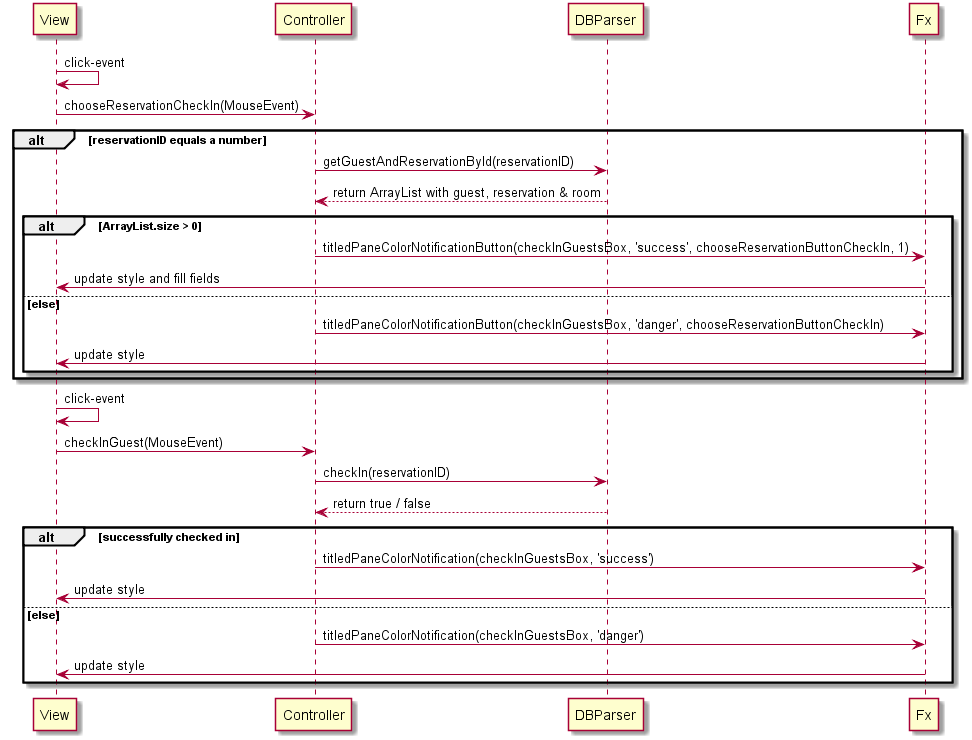 View Controller DBParser Fx
click-event
chooseReservationCheckIn(MouseEvent)
alt [reservationID equals a number]
getGuestAndReservationById(reservationID)
return ArrayList with guest, reservation & room
alt [ArrayList.size > 0]
titledPaneColorNotificationButton(checkInGuestsBox, 'success', chooseReservationButtonCheckIn, 1)
update style and fill fields
[else]
titledPaneColorNotificationButton(checkInGuestsBox, 'danger', chooseReservationButtonCheckIn)
update style
click-event
checkInGuest(MouseEvent)
checkIn(reservationID)
return true / false
alt [successfully checked in]
titledPaneColorNotification(checkInGuestsBox, 'success')
update style
[else]
titledPaneColorNotification(checkInGuestsBox, 'danger')
update style
View Controller DBParser Fx